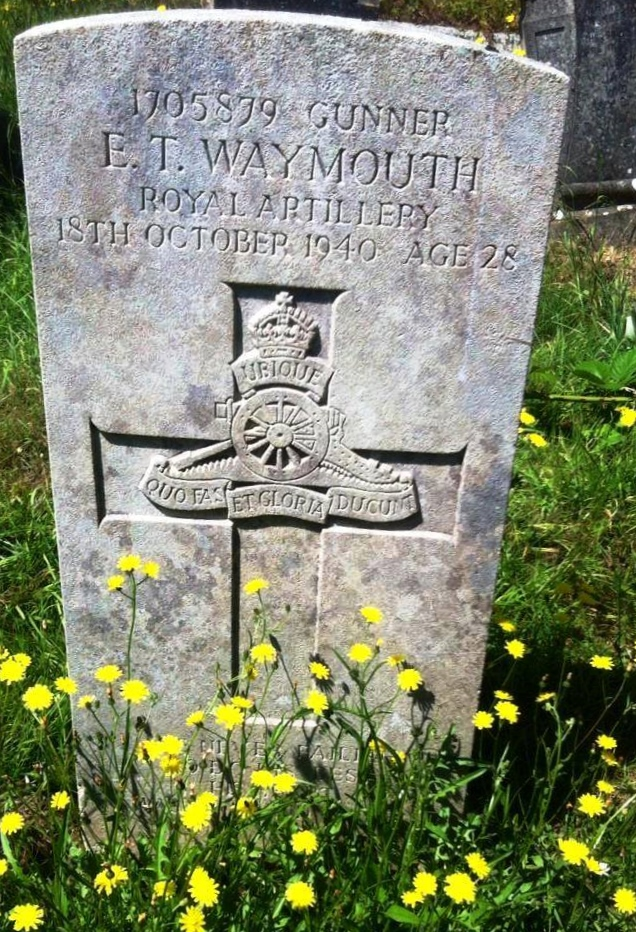 1705879 GUNNER
E. T. WAYMOUTH
ROYAL ARTILLERY
18TH OCTOBER 1940 AGE 28
UBIQUE
QUO FAS ET GLORIA DUCUNT